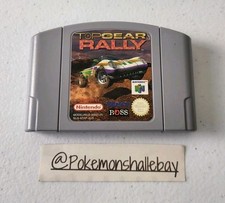 TOP GEAR
RALLY
Nintendo
BOSS
@Pokemonshallebay